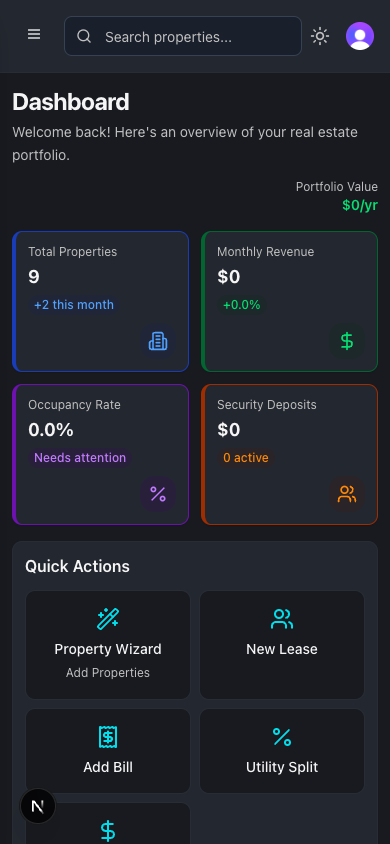 Search properties...
Dashboard
Welcome back! Here's an overview of your real estate
portfolio.
Portfolio Value
$0/yr
Total Properties
9
+2 this month
Monthly Revenue
$0
+0.0%
Occupancy Rate
0.0%
Needs attention
Security Deposits
$0
0 active
Quick Actions
Property Wizard
Add Properties
New Lease
Add Bill
Utility Split
N